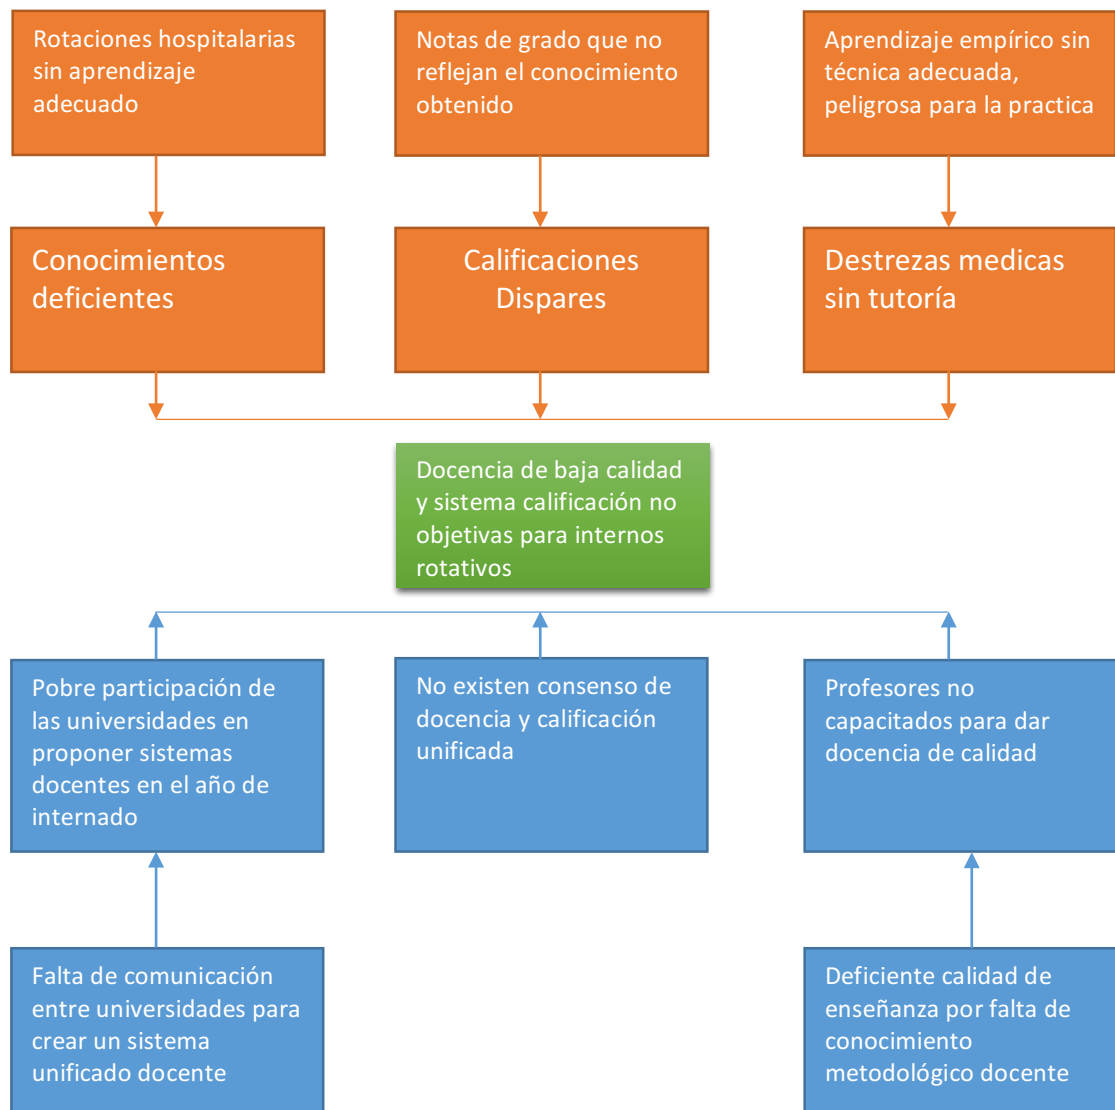 Rotaciones hospitalarias
sin aprendizaje
adecuado
Notas de grado que no
reflejan el conocimiento
obtenido
Aprendizaje empírico sin
técnica adecuada,
peligrosa para la practica
Conocimientos
deficientes
Calificaciones
Dispares
Destrezas medicas
sin tutoría
Docencia de baja calidad
y sistema calificación no
objetivas para internos
rotativos
Pobre participación de
las universidades en
proponer sistemas
docentes en el año de
internado
No existen consenso de
docencia y calificación
unificada
Profesores no
capacitados para dar
docencia de calidad
Falta de comunicación
entre universidades para
crear un sistema
unificado docente
Deficiente calidad de
enseñanza por falta de
conocimiento
metodológico docente